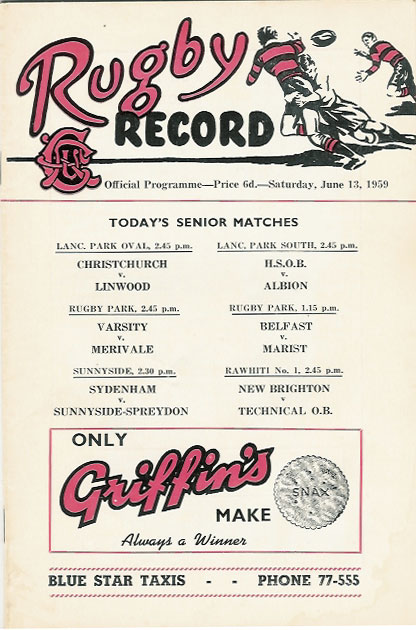 Rugby
RECORD
CRU
Official Programme—Price 6d.—Saturday, June 13, 1959
TODAY'S SENIOR MATCHES
LANC. PARK OVAL, 2.45 p.m.
CHRISTCHURCH
v.
LINWOOD
LANC. PARK SOUTH, 2.45 p.m.
H.S.O.B.
v.
ALBION
RUGBY PARK, 2.45 p.m.
VARSITY
v.
MERIVALE
RUGBY PARK, 1.15 p.m.
BELFAST
v.
MARIST
SUNNYSIDE, 2.30 p.m.
SYDENHAM
v.
SUNNYSIDE-SPREYDON
RAWHITI No. 1, 2.45 p.m.
NEW BRIGHTON
v
TECHNICAL O.B.
ONLY
Griffin's
MAKE
SNAX
Always a Winner
BLUE STAR TAXIS - - PHONE 77-555